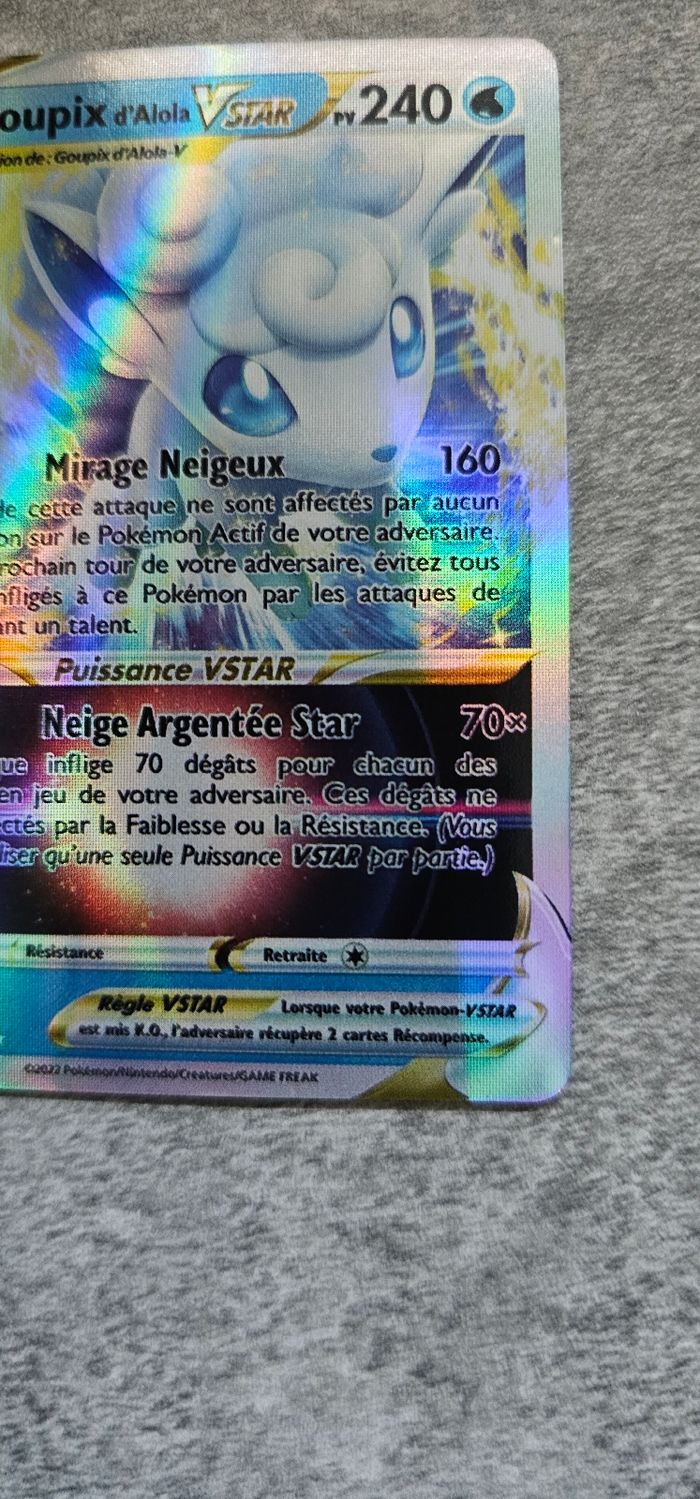 oupix d'Alola VSTAR PV 240
ion de : Goupix d'Alola-V
Mirage Neigeux 160
de cette attaque ne sont affectés par aucun
on sur le Pokémon Actif de votre adversaire.
rochain tour de votre adversaire, évitez tous
nfligés à ce Pokémon par les attaques de
ant un talent.
Puissance VSTAR
Neige Argentée Star 70×
ue inflige 70 dégâts pour chacun des
en jeu de votre adversaire. Ces dégâts ne
ctés par la Faiblesse ou la Résistance. (Vous
liser qu'une seule Puissance VSTAR par partie.)
Résistance Retraite
Règle VSTAR Lorsque votre Pokémon-VSTAR
est mis K.O., l'adversaire récupère 2 cartes Récompense.
©2022 Pokémon/Nintendo/Creatures/GAME FREAK